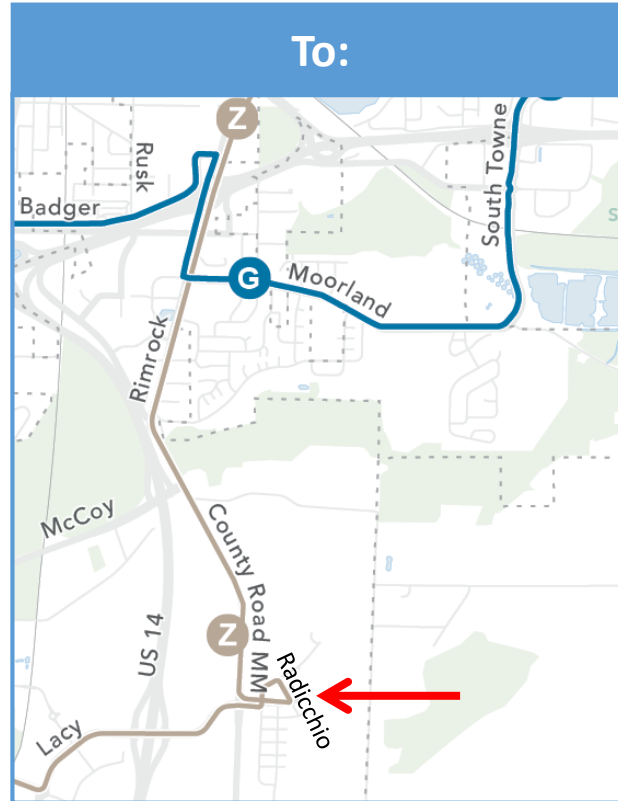 To:
Z
Rusk
Badger
South Towne
S
G
Moorland
Rimrock
McCoy
County Road MM
Z
US 14
Radicchio
Lacy